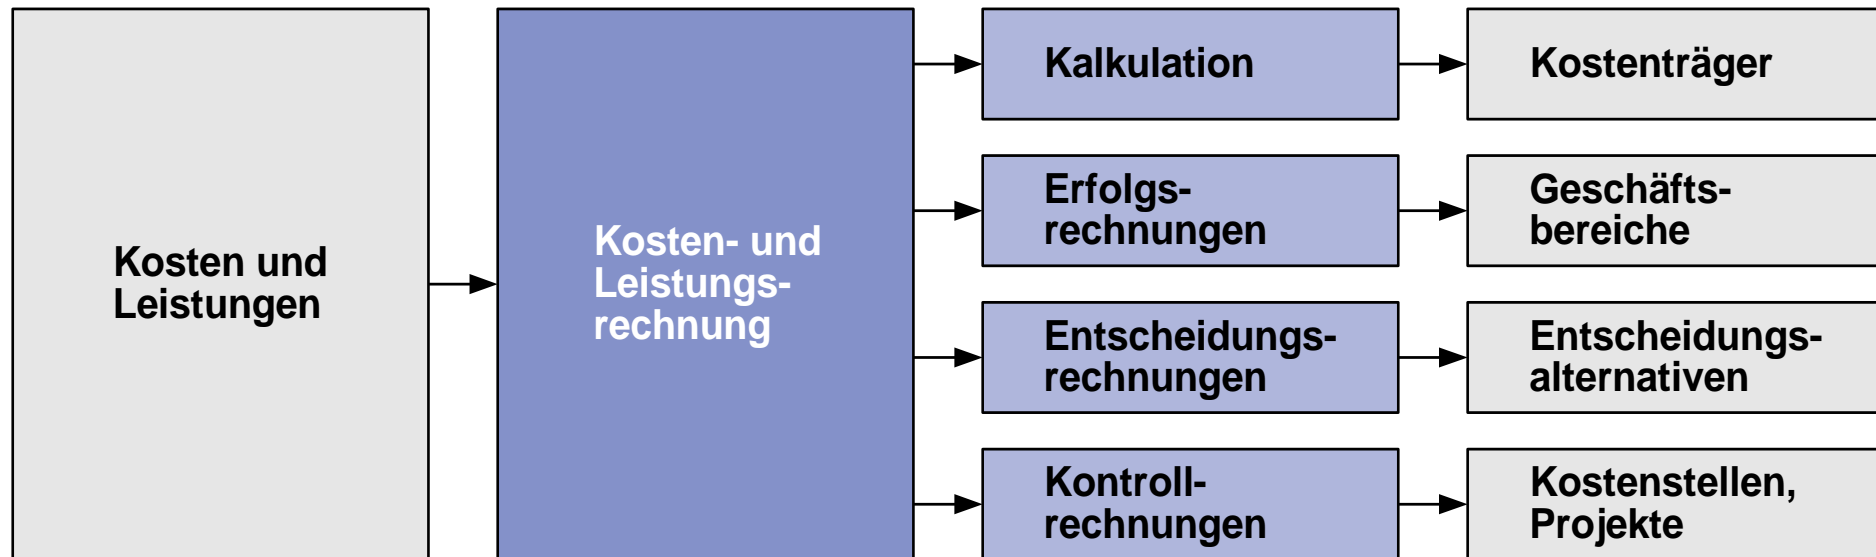 Kosten und
Leistungen
Kosten- und
Leistungs-
rechnung
Kalkulation
Kostenträger
Erfolgs-
rechnungen
Geschäfts-
bereiche
Entscheidungs-
rechnungen
Entscheidungs-
alternativen
Kontroll-
rechnungen
Kostenstellen,
Projekte